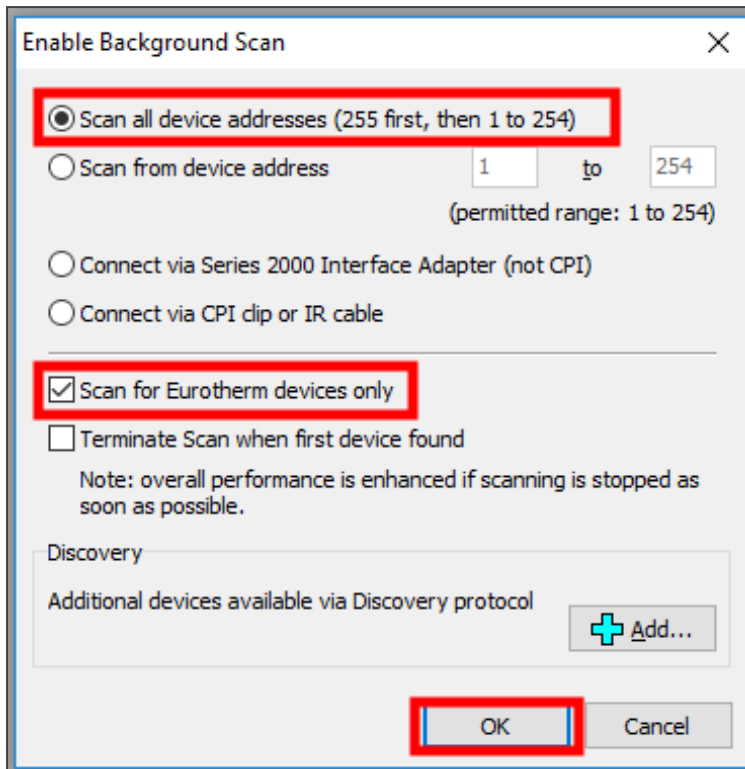 Enable Background Scan
Scan all device addresses (255 first, then 1 to 254)
Scan from device address 1 to 254
(permitted range: 1 to 254)
Connect via Series 2000 Interface Adapter (not CPI)
Connect via CPI clip or IR cable
Scan for Eurotherm devices only
Terminate Scan when first device found
Note: overall performance is enhanced if scanning is stopped as
soon as possible.
Discovery
Additional devices available via Discovery protocol
Add...
OK Cancel